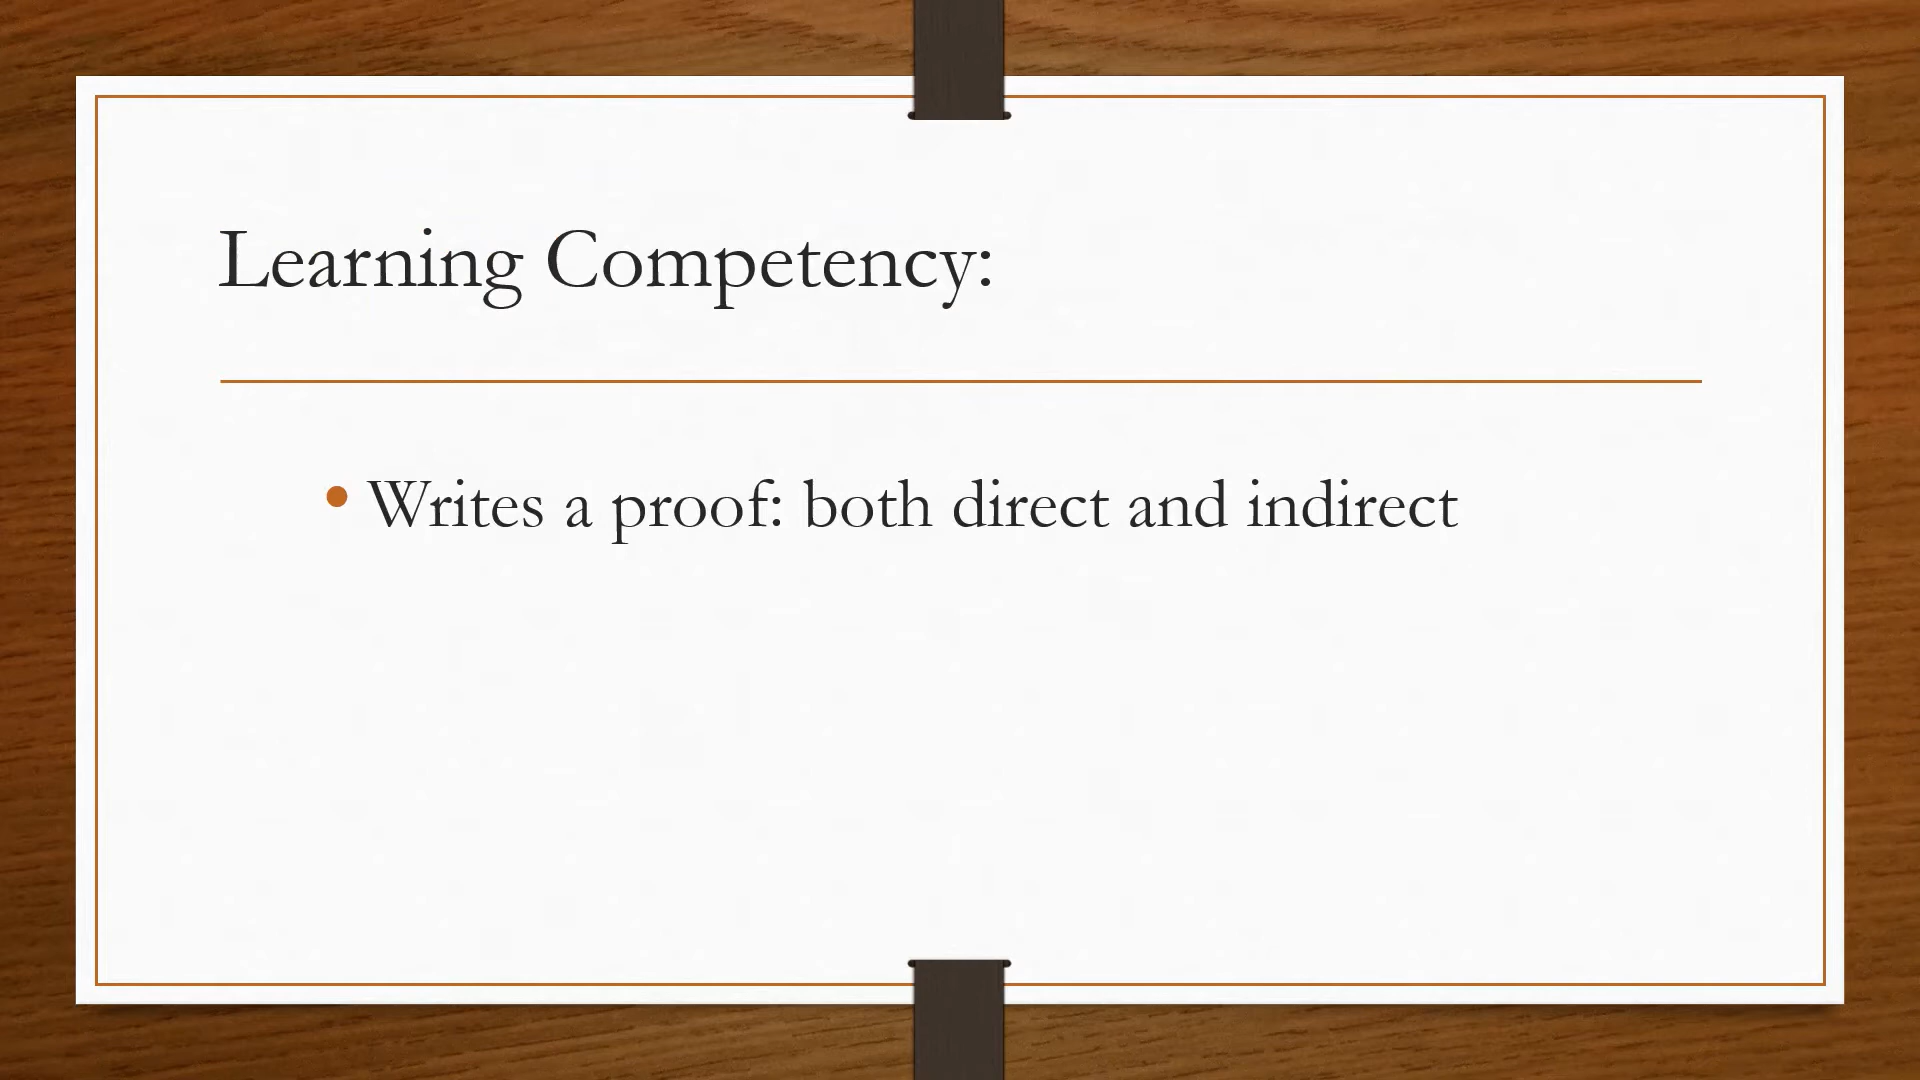 Learning Competency:
• Writes a proof: both direct and indirect